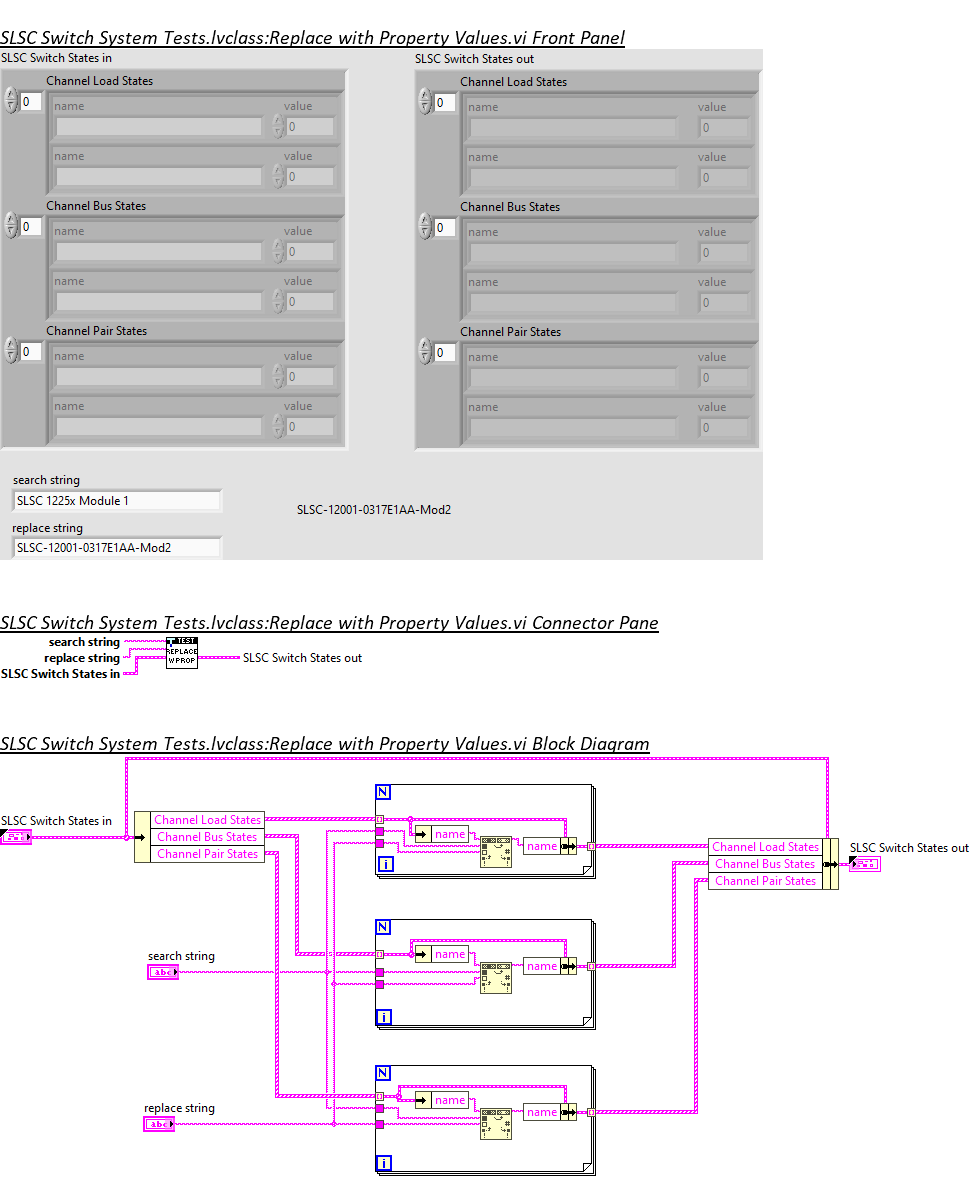 SLSC Switch System Tests.lvclass:Replace with Property Values.vi Front Panel
SLSC Switch States in
Channel Load States
0
name value
0
name value
0
Channel Bus States
0
name value
0
name value
0
Channel Pair States
0
name value
0
name value
0
SLSC Switch States out
Channel Load States
0
name value
0
name value
0
Channel Bus States
0
name value
0
name value
0
Channel Pair States
0
name value
0
name value
0
search string
SLSC 1225x Module 1
replace string
SLSC-12001-0317E1AA-Mod2
SLSC-12001-0317E1AA-Mod2
SLSC Switch System Tests.lvclass:Replace with Property Values.vi Connector Pane
search string
replace string
SLSC Switch States in
TEST
REPLACE
W PROP
SLSC Switch States out
SLSC Switch System Tests.lvclass:Replace with Property Values.vi Block Diagram
SLSC Switch States in
Channel Load States
Channel Bus States
Channel Pair States
N
name
name
i
Channel Load States
Channel Bus States
Channel Pair States
SLSC Switch States out
search string
abc
N
name
name
i
replace string
abc
N
name
name
i